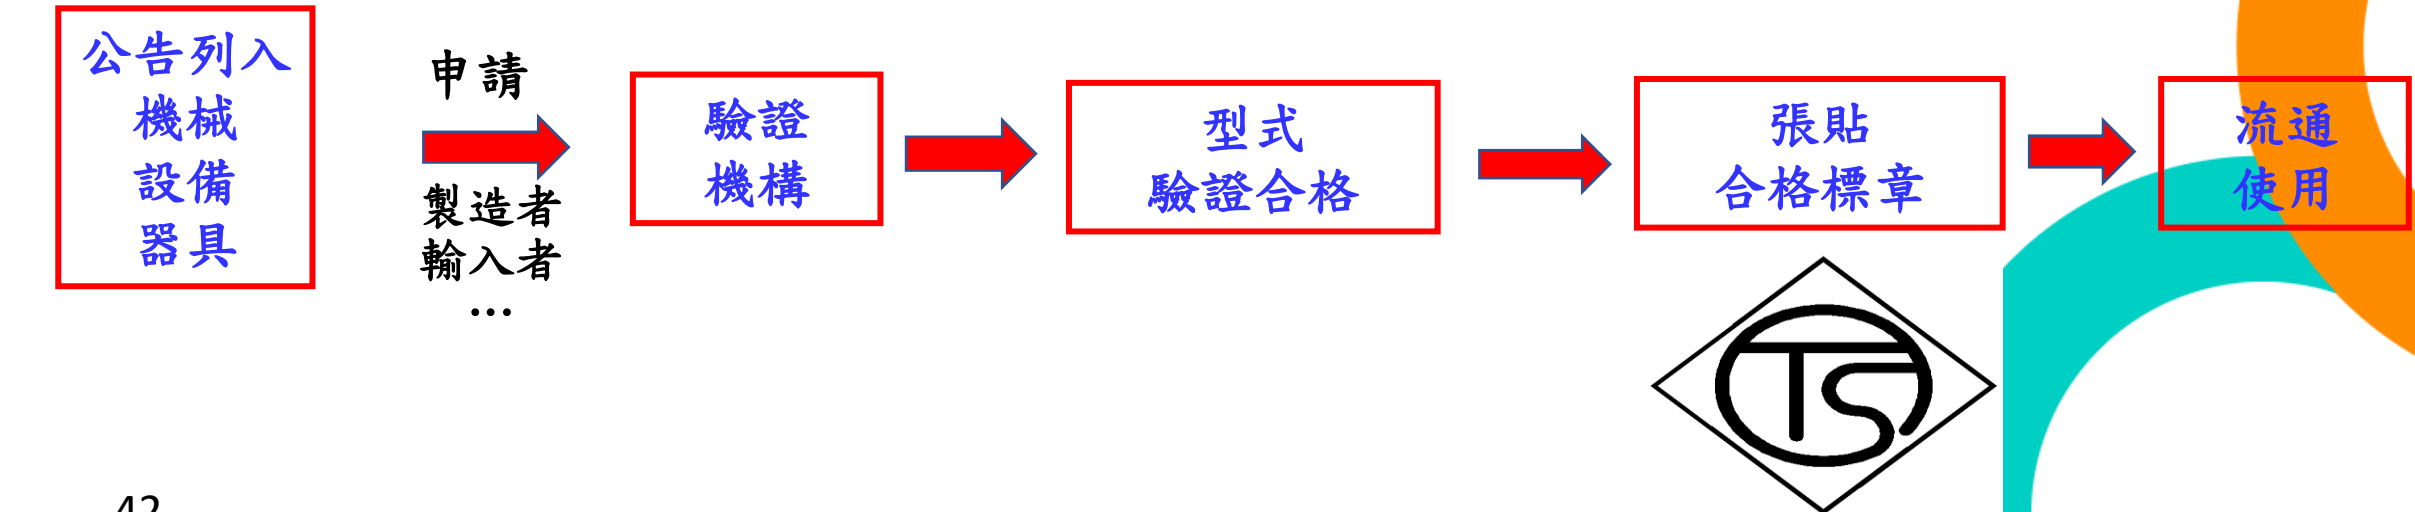 公告列入
機械
設備
器具
申請
製造者
輸入者
...
驗證
機構
型式
驗證合格
張貼
合格標章
TS
流通
使用
42